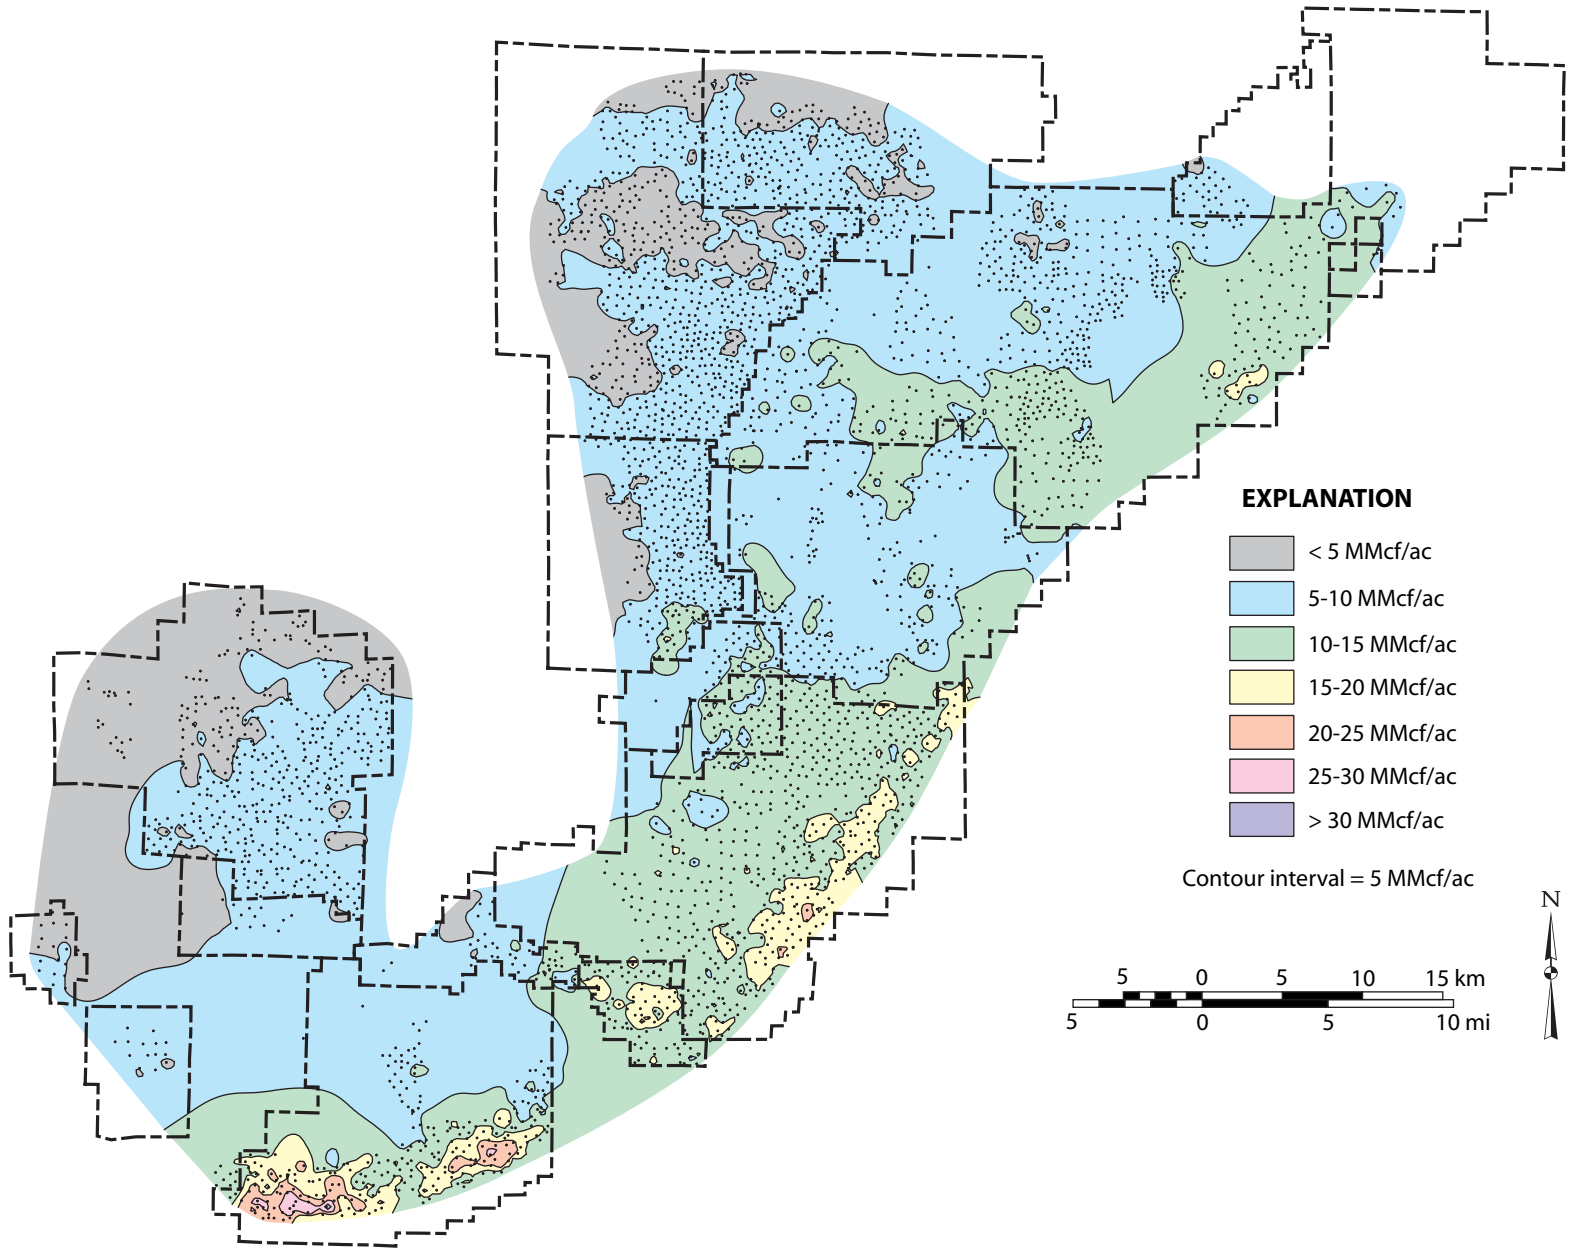 EXPLANATION
< 5 MMcf/ac
5-10 MMcf/ac
10-15 MMcf/ac
15-20 MMcf/ac
20-25 MMcf/ac
25-30 MMcf/ac
> 30 MMcf/ac
Contour interval = 5 MMcf/ac
N
5 0 5 10 15 km
5 0 5 10 mi